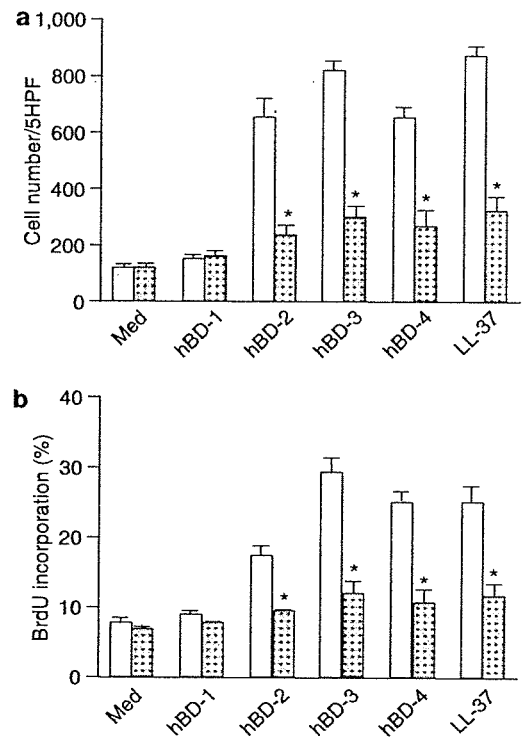 a
1,000
800
600
400
200
0
Cell number/5HPF
*
*
*
*
Med
hBD-1
hBD-2
hBD-3
hBD-4
LL-37
b
40
30
20
10
0
BrdU incorporation (%)
*
*
*
*
Med
hBD-1
hBD-2
hBD-3
hBD-4
LL-37